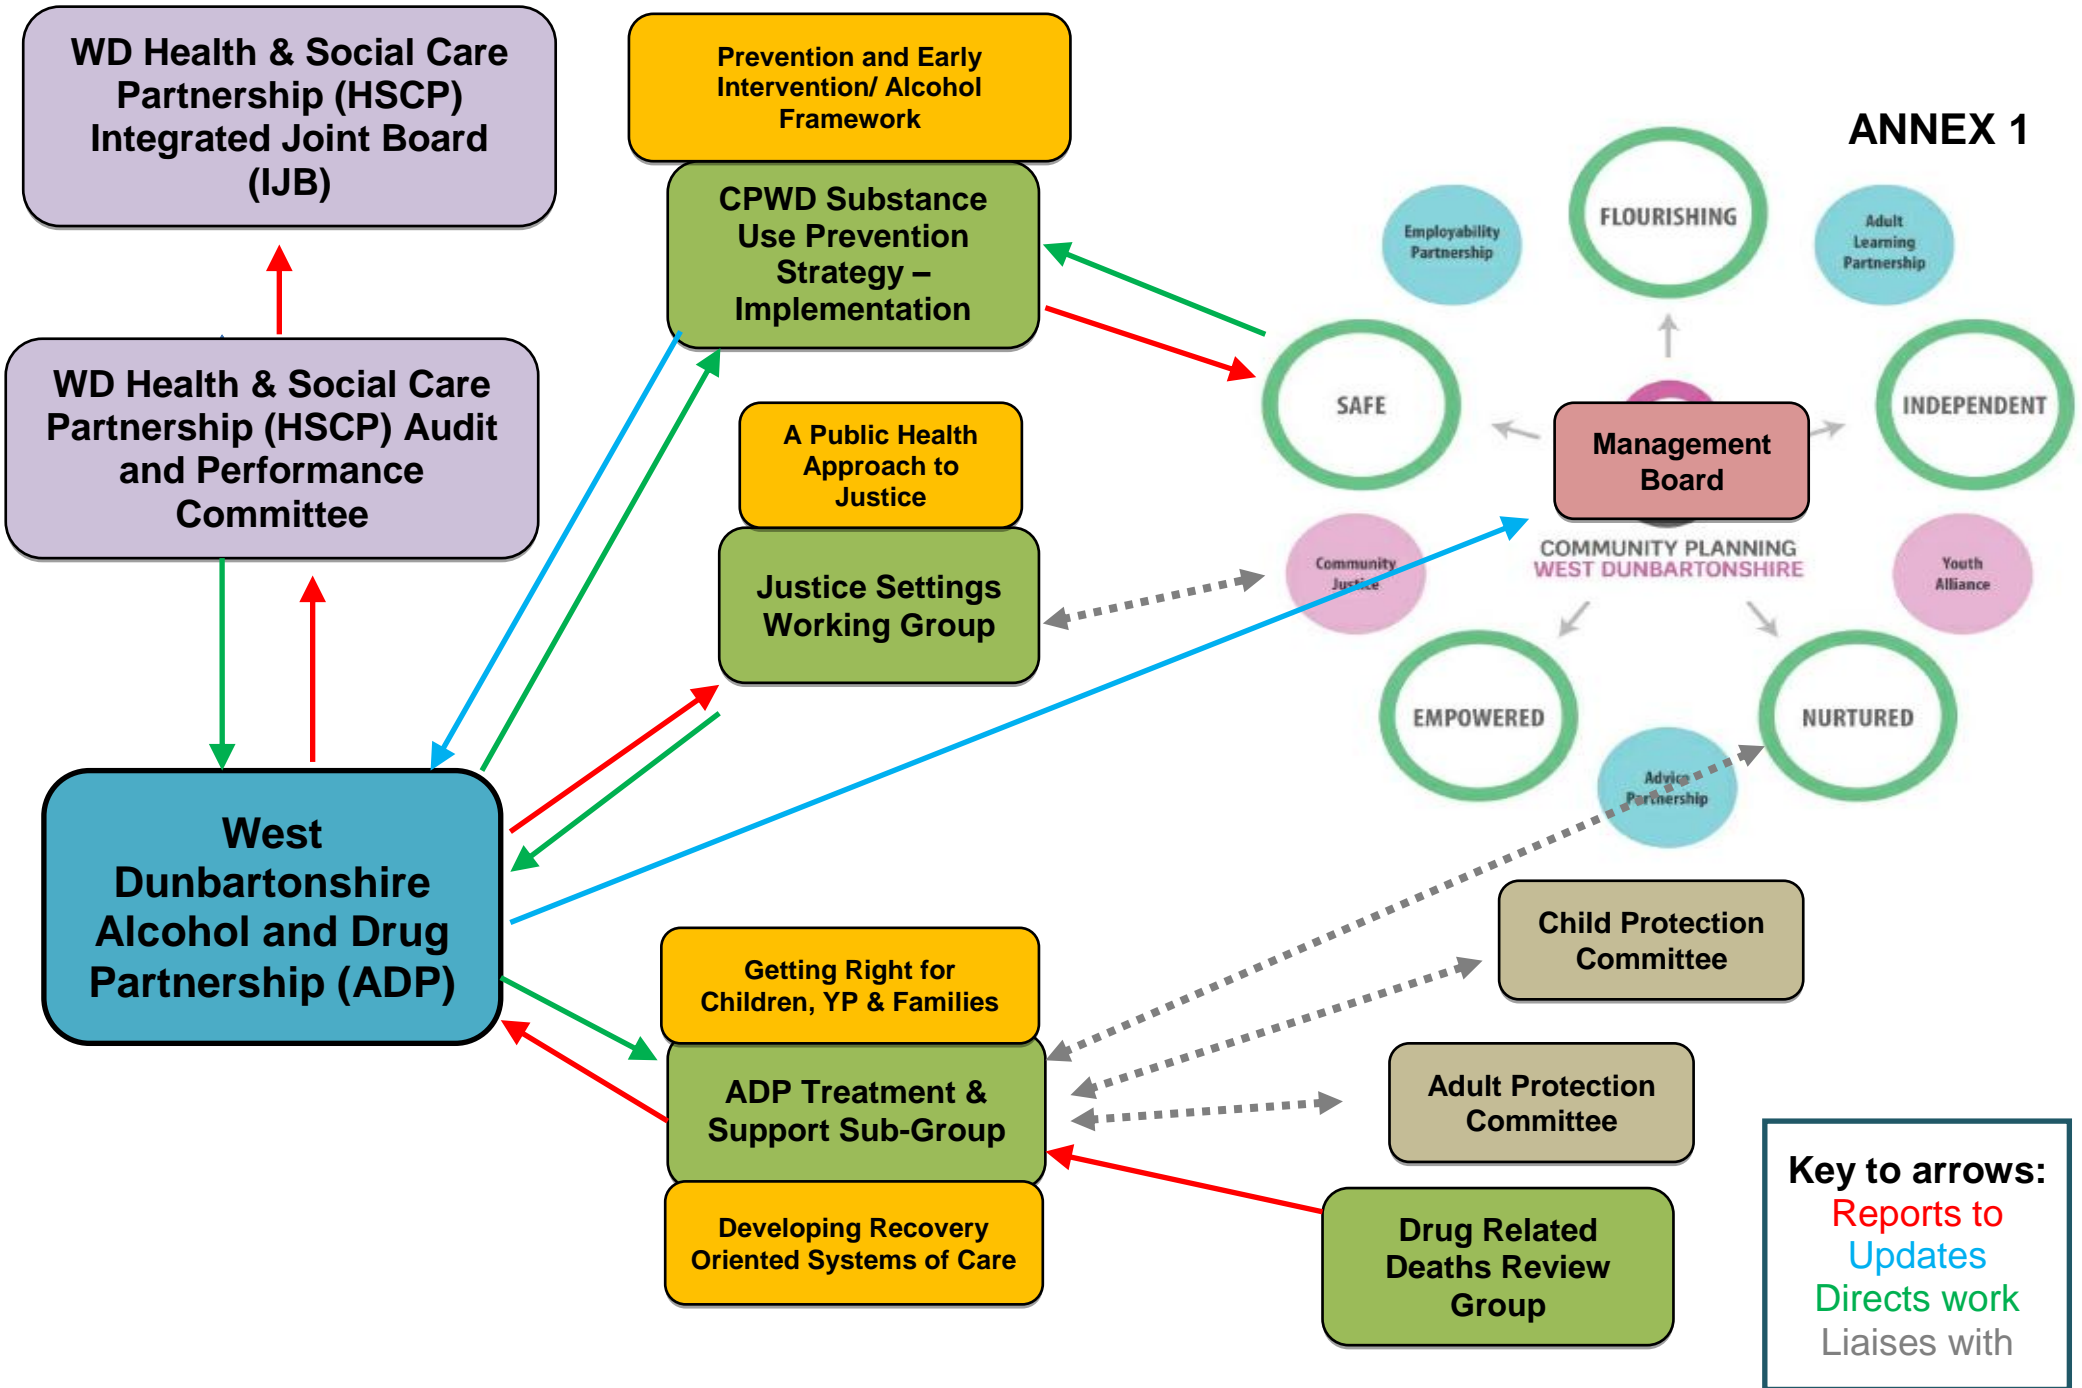 WD Health & Social Care
Partnership (HSCP)
Integrated Joint Board
(IJB)
Prevention and Early
Intervention/ Alcohol
Framework
ANNEX 1
CPWD Substance
Use Prevention
Strategy –
Implementation
FLOURISHING
Employability
Partnership
Adult
Learning
Partnership
WD Health & Social Care
Partnership (HSCP) Audit
and Performance
Committee
SAFE
INDEPENDENT
Management
Board
A Public Health
Approach to
Justice
Justice Settings
Working Group
COMMUNITY PLANNING
WEST DUNBARTONSHIRE
Community
Justice
Youth
Alliance
EMPOWERED
NURTURED
Advice
Partnership
West
Dunbartonshire
Alcohol and Drug
Partnership (ADP)
Getting Right for
Children, YP & Families
ADP Treatment &
Support Sub-Group
Developing Recovery
Oriented Systems of Care
Child Protection
Committee
Adult Protection
Committee
Drug Related
Deaths Review
Group
Key to arrows:
Reports to
Updates
Directs work
Liaises with